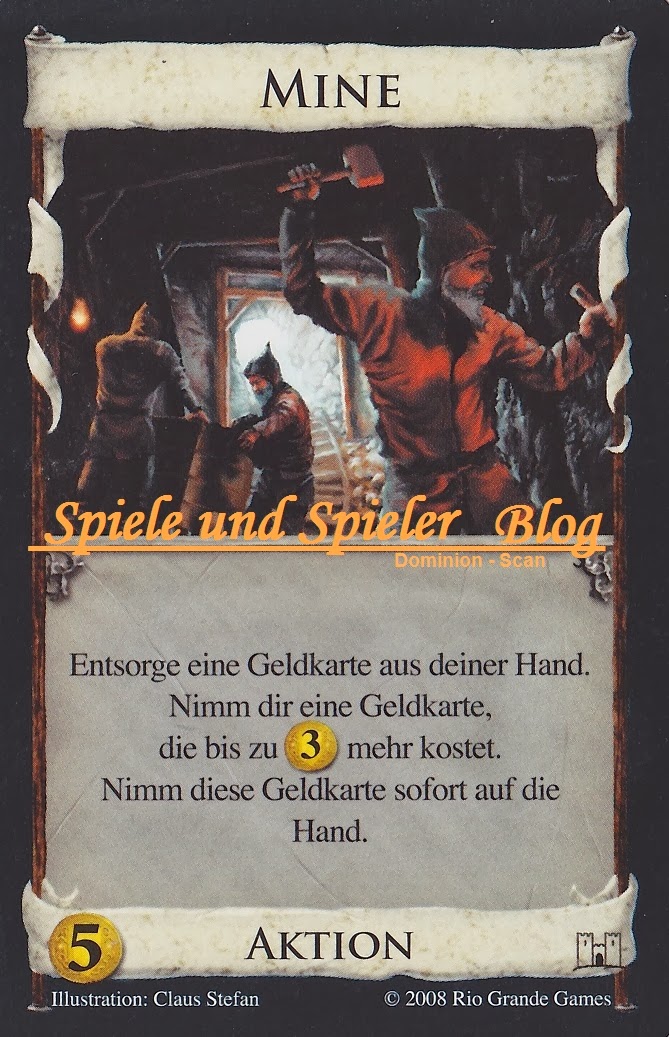 MINE
Spiele und Spieler Blog
Dominion - Scan
Entsorge eine Geldkarte aus deiner Hand.
Nimm dir eine Geldkarte,
die bis zu 3 mehr kostet.
Nimm diese Geldkarte sofort auf die
Hand.
5 AKTION
Illustration: Claus Stefan © 2008 Rio Grande Games